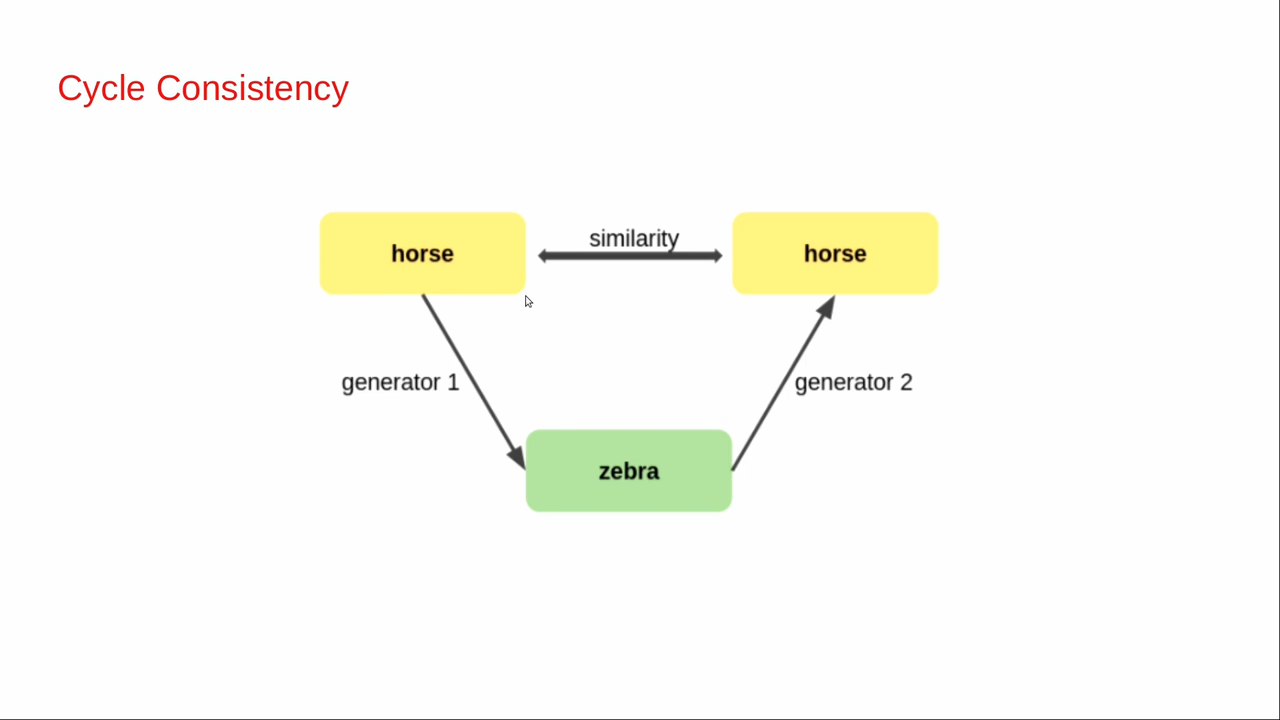 Cycle Consistency
similarity
horse
horse
generator 1
generator 2
zebra